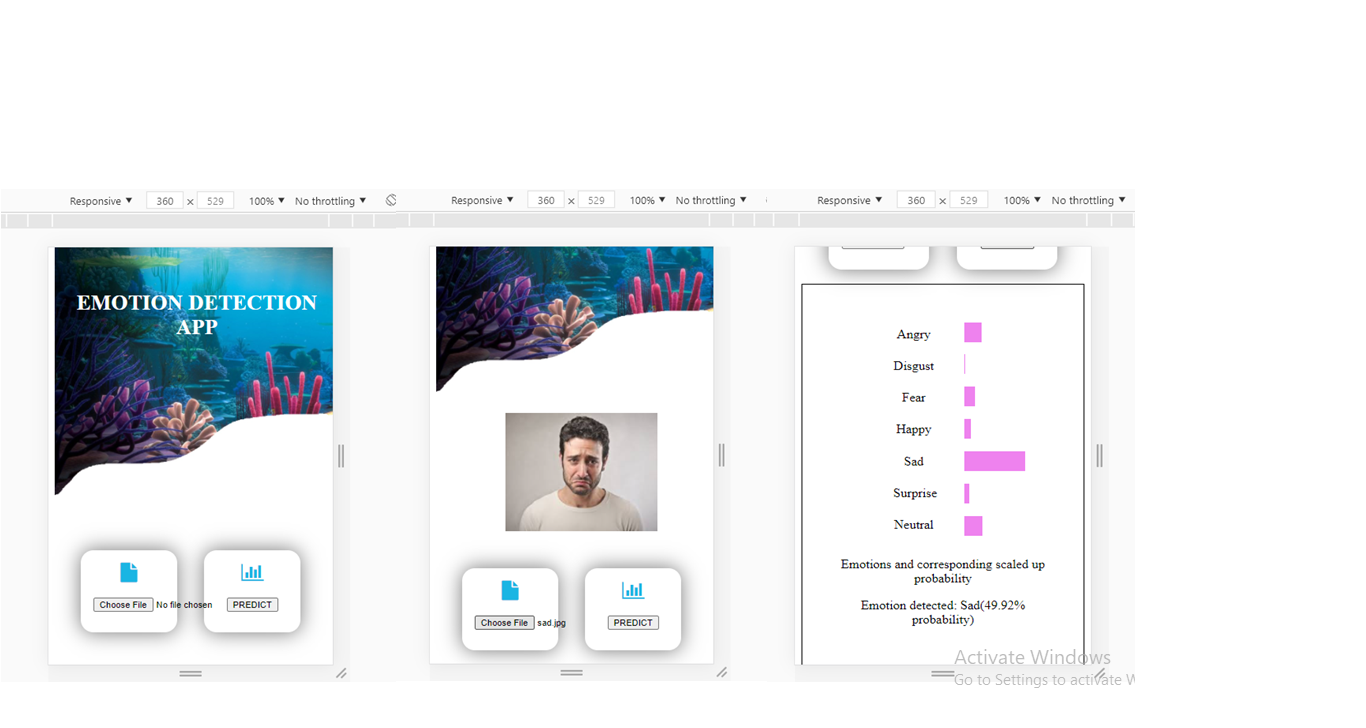 Responsive ▼ 360 × 529 100% ▼ No throttling ▼
EMOTION DETECTION
APP
Choose File No file chosen
PREDICT
Responsive ▼ 360 × 529 100% ▼ No throttling ▼
Choose File sad.jpg
PREDICT
Responsive ▼ 360 × 529 100% ▼ No throttling ▼
Angry
Disgust
Fear
Happy
Sad
Surprise
Neutral
Emotions and corresponding scaled up
probability
Emotion detected: Sad(49.92%
probability)
Activate Windows
Go to Settings to activate W